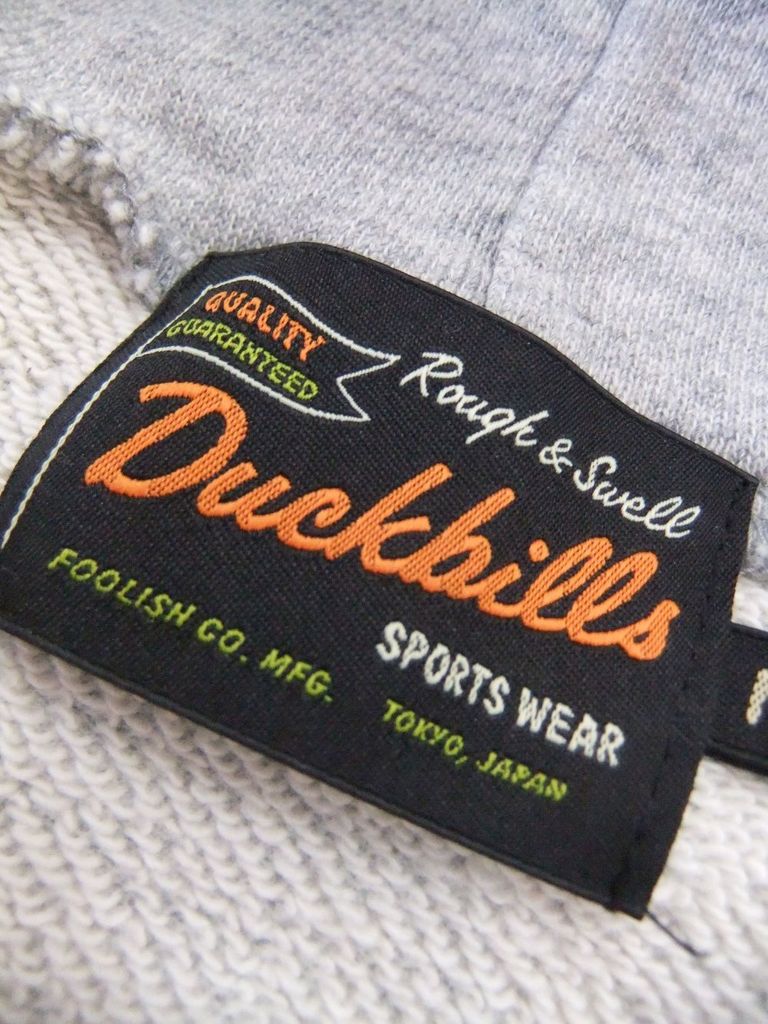 QUALITY
GUARANTEED
Rough & Swell
Duckbills
SPORTS WEAR
FOOLISH CO. MFG.
TOKYO, JAPAN